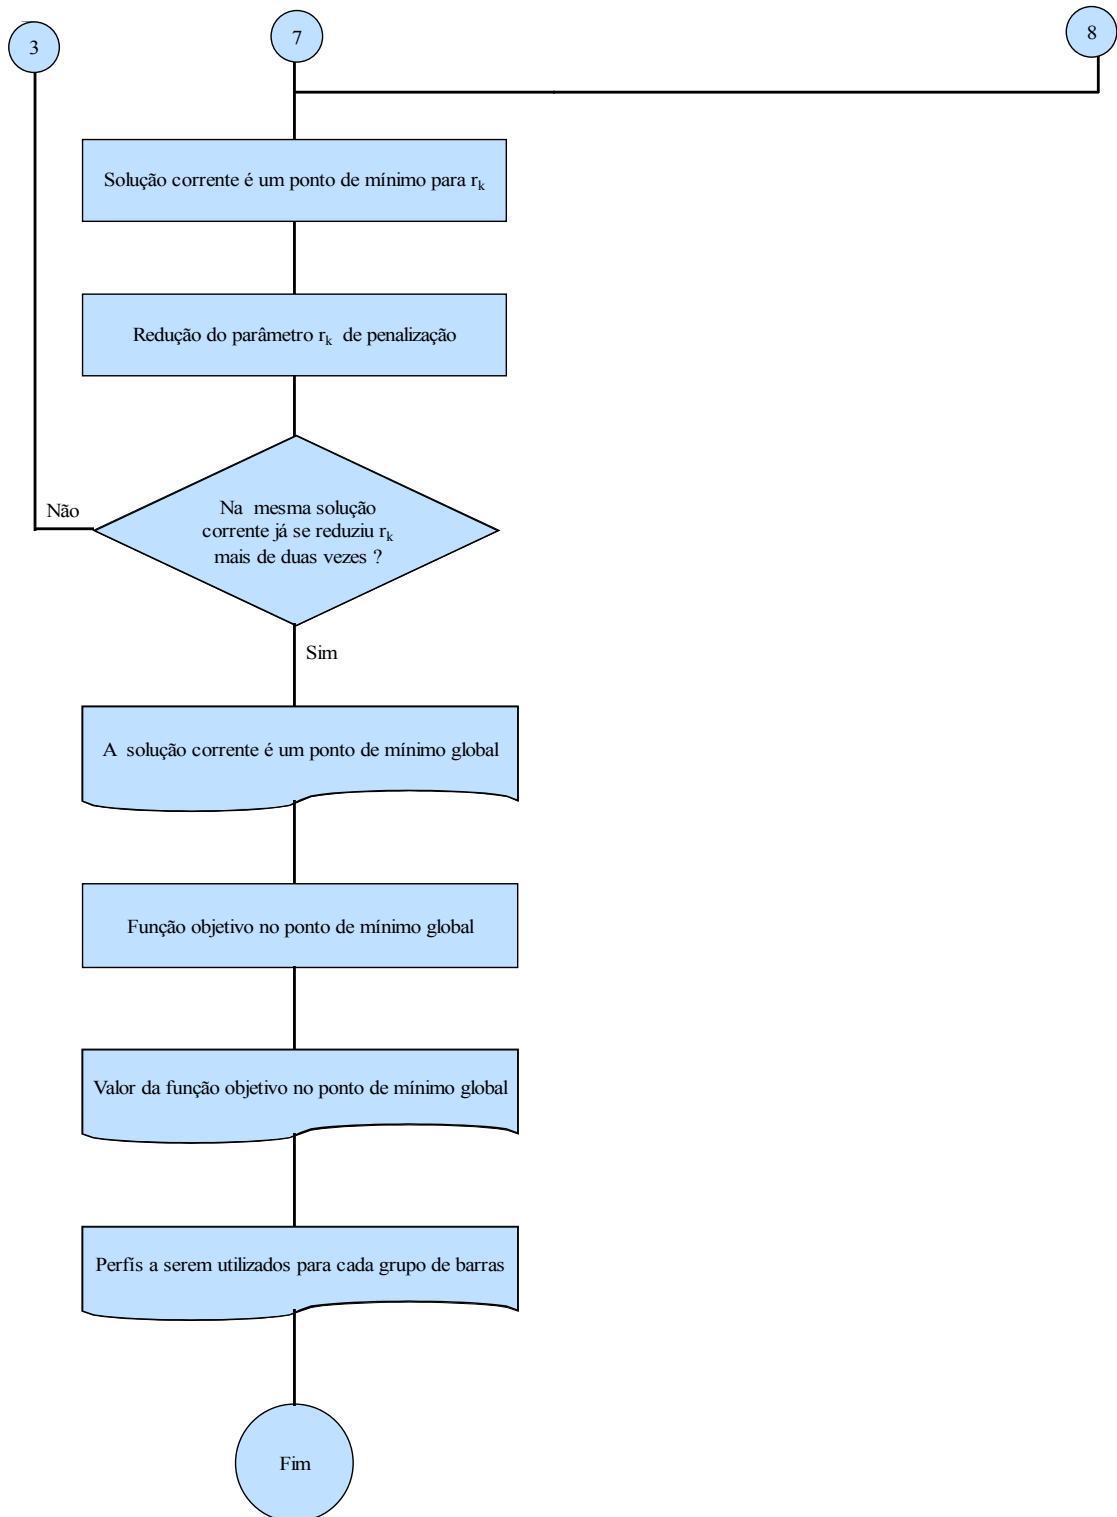 3
7
8
Solução corrente é um ponto de mínimo para rk
Redução do parâmetro rk de penalização
Não
Na mesma solução
corrente já se reduziu rk
mais de duas vezes ?
Sim
A solução corrente é um ponto de mínimo global
Função objetivo no ponto de mínimo global
Valor da função objetivo no ponto de mínimo global
Perfís a serem utilizados para cada grupo de barras
Fim